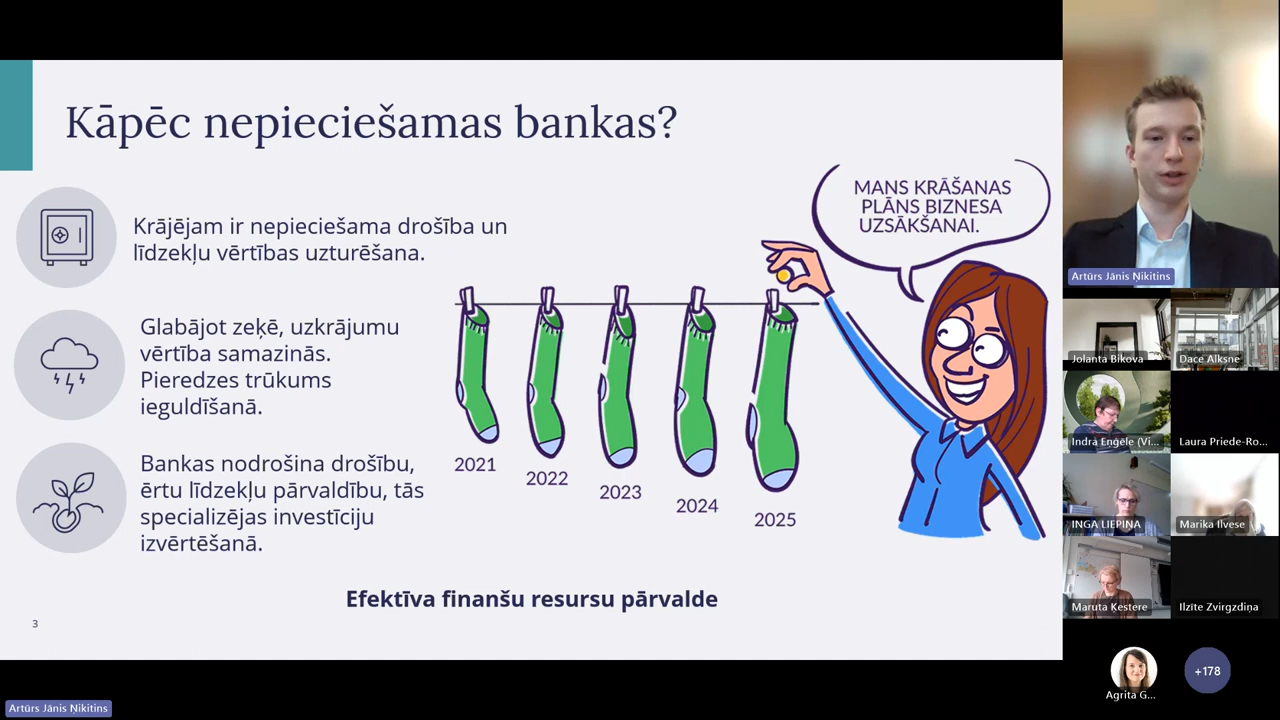 Kāpēc nepieciešamas bankas?
Krājējam ir nepieciešama drošība un
līdzekļu vērtības uzturēšana.
Glabājot zeķē, uzkrājumu
vērtība samazinās.
Pieredzes trūkums
ieguldīšanā.
Bankas nodrošina drošību,
ērtu līdzekļu pārvaldību, tās
specializējas investīciju
izvērtēšanā.
MANS KRĀŠANAS
PLĀNS BIZNESA
UZSĀKŠANAI.
2021
2022
2023
2024
2025
Efektīva finanšu resursu pārvalde
3
Artūrs Jānis Ņikitins
Artūrs Jānis Ņikitins
Jolanta Bikova
Dace Alksne
Indra Eņģēle (Vi...
Laura Priede-Ro...
INGA LIEPIŅA
Marika Ilvese
Maruta Ķestere
Ilzīte Zvirgzdiņa
Agrita G...
+178